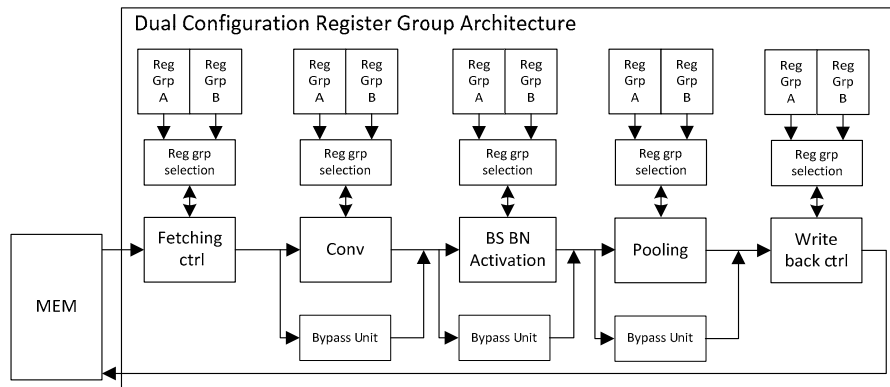 Dual Configuration Register Group Architecture
Reg
Grp
A
Reg
Grp
B
Reg
Grp
A
Reg
Grp
B
Reg
Grp
A
Reg
Grp
B
Reg
Grp
A
Reg
Grp
B
Reg
Grp
A
Reg
Grp
B
Reg grp
selection
Reg grp
selection
Reg grp
selection
Reg grp
selection
Reg grp
selection
MEM
Fetching
ctrl
Conv
BS BN
Activation
Pooling
Write
back ctrl
Bypass Unit
Bypass Unit
Bypass Unit